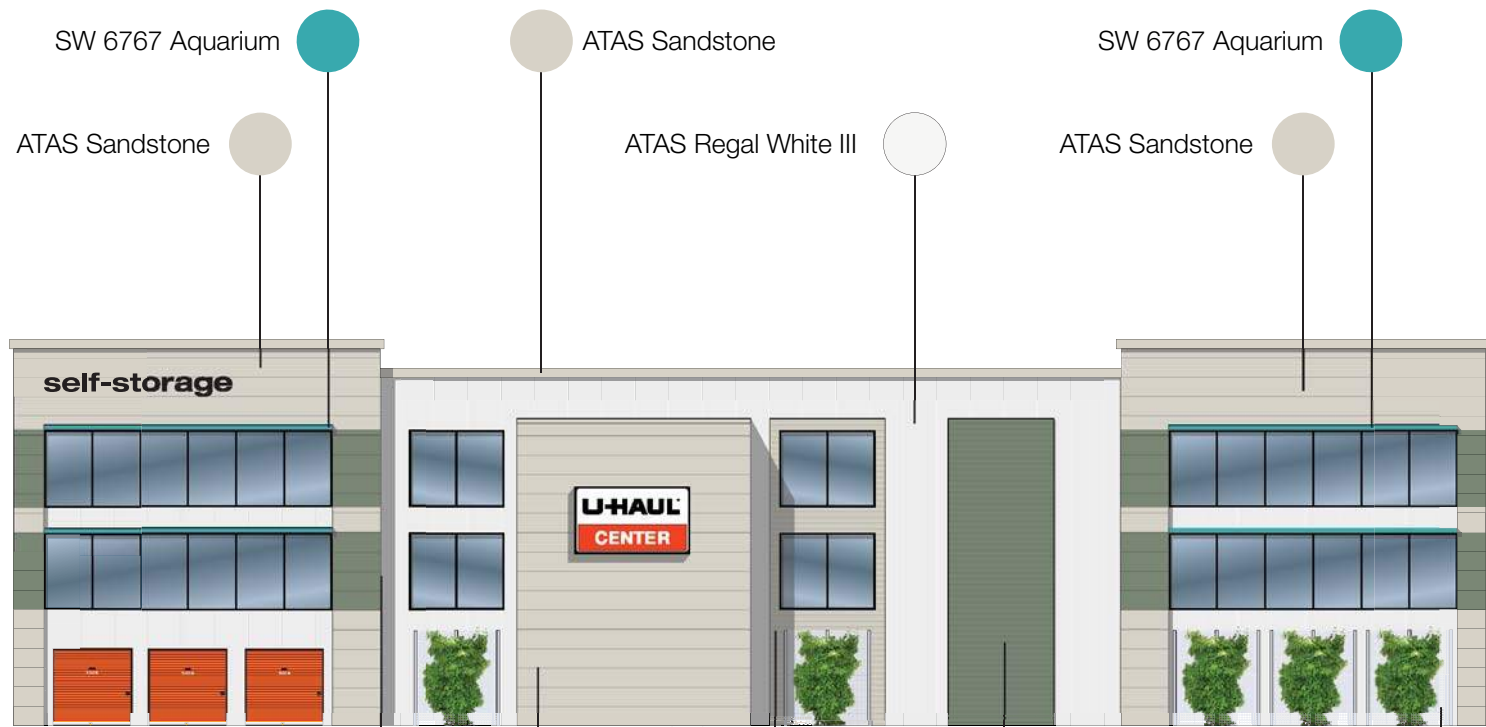 SW 6767 Aquarium
ATAS Sandstone
SW 6767 Aquarium
ATAS Sandstone
ATAS Regal White III
ATAS Sandstone
self-storage
U-HAUL
CENTER